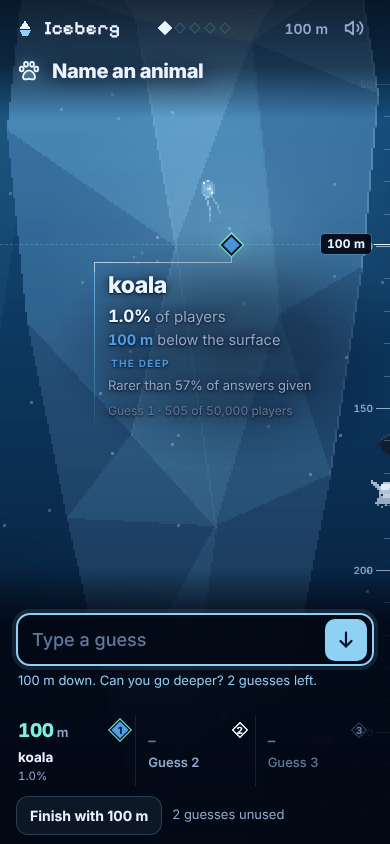 Iceberg
100 m
Name an animal
100 m
koala
1.0% of players
100 m below the surface
THE DEEP
Rarer than 57% of answers given
Guess 1 · 505 of 50,000 players
150
200
Type a guess
100 m down. Can you go deeper? 2 guesses left.
100 m
1
–
2
–
3
koala
Guess 2
Guess 3
1.0%
Finish with 100 m
2 guesses unused